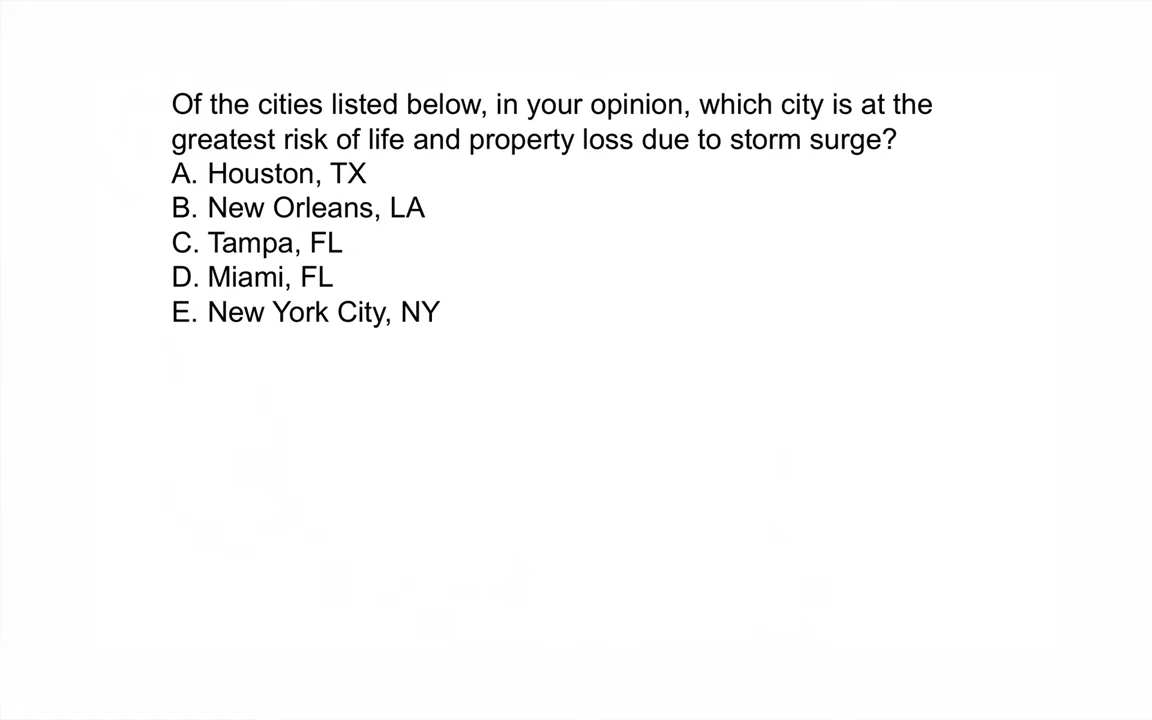 Of the cities listed below, in your opinion, which city is at the
greatest risk of life and property loss due to storm surge?
A. Houston, TX
B. New Orleans, LA
C. Tampa, FL
D. Miami, FL
E. New York City, NY